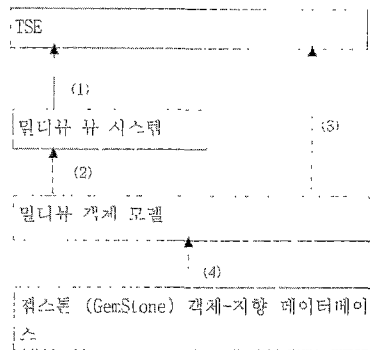 TSE
(1)
멀티뷰 뷰 시스템
(3)
(2)
멀티뷰 객체 모델
(4)
젬스톤 (GemStone) 객체-지향 데이터베이
스